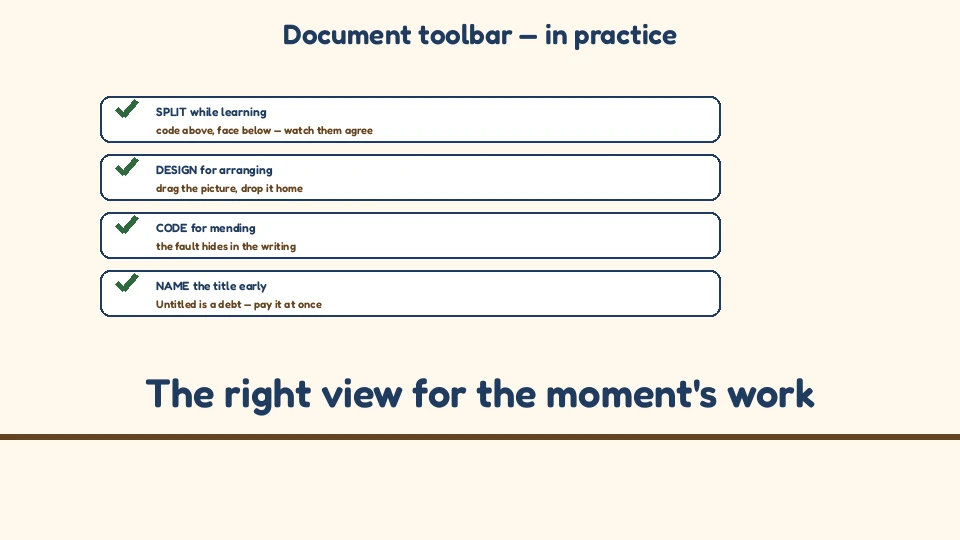 Document toolbar — in practice
SPLIT while learning
code above, face below — watch them agree
DESIGN for arranging
drag the picture, drop it home
CODE for mending
the fault hides in the writing
NAME the title early
Untitled is a debt — pay it at once
The right view for the moment's work